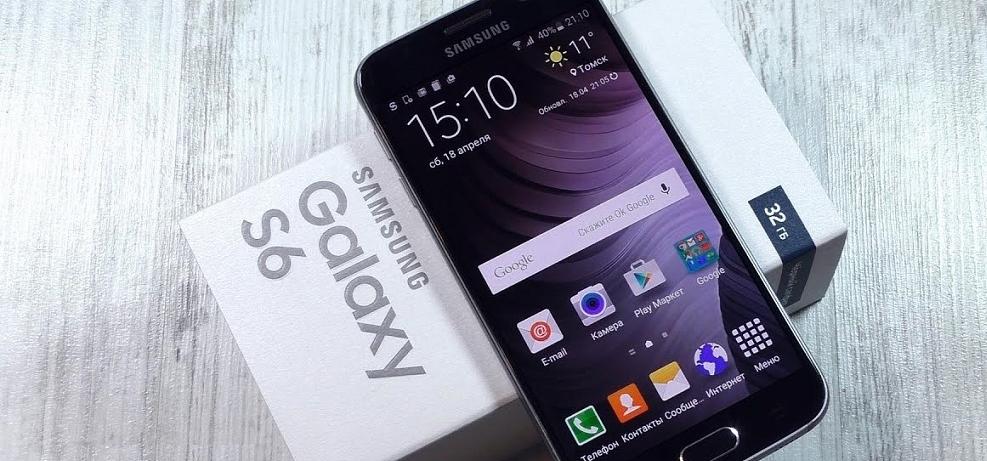 SAMSUNG
40% 21:10
15:10
сб, 18 апреля
11°
Томск
Обновл. 18.04 21:05
Google
Скажите Ok Google
E-mail
Камера
Play Маркет
Google
Телефон
Контакты
Сообще...
Интернет
Меню
SAMSUNG
Galaxy
S6
32 ГБ